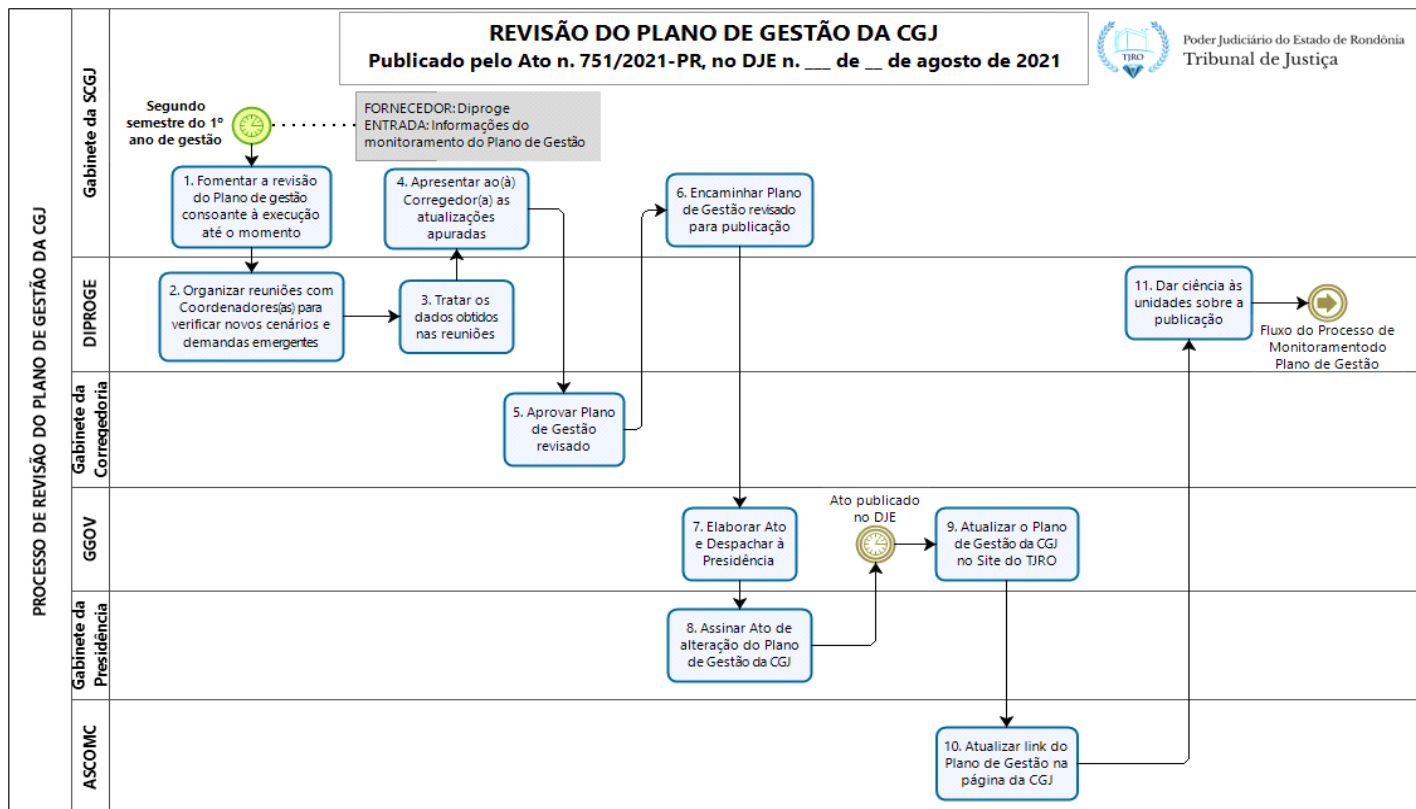 REVISÃO DO PLANO DE GESTÃO DA CGJ
Publicado pelo Ato n. 751/2021-PR, no DJE n. ___ de __ de agosto de 2021
TJRO
Poder Judiciário do Estado de Rondônia
Tribunal de Justiça
PROCESSO DE REVISÃO DO PLANO DE GESTÃO DA CGJ
Gabinete da SCGJ
Segundo
semestre do 1º
ano de gestão
FORNECEDOR: Diproge
ENTRADA: Informações do
monitoramento do Plano de Gestão
1. Fomentar a revisão
do Plano de gestão
consoante à execução
até o momento
4. Apresentar ao(à)
Corregedor(a) as
atualizações
apuradas
6. Encaminhar Plano
de Gestão revisado
para publicação
DIPROGE
2. Organizar reuniões com
Coordenadores(as) para
verificar novos cenários e
demandas emergentes
3. Tratar os
dados obtidos
nas reuniões
11. Dar ciência às
unidades sobre a
publicação
Fluxo do Processo de
Monitoramentodo
Plano de Gestão
Gabinete da
Corregedoria
5. Aprovar Plano
de Gestão
revisado
GGOV
7. Elaborar Ato
e Despachar à
Presidência
Ato publicado
no DJE
9. Atualizar o Plano
de Gestão da CGJ
no Site do TJRO
Gabinete da
Presidência
8. Assinar Ato de
alteração do Plano
de Gestão da CGJ
ASCOMC
10. Atualizar link do
Plano de Gestão na
página da CGJ